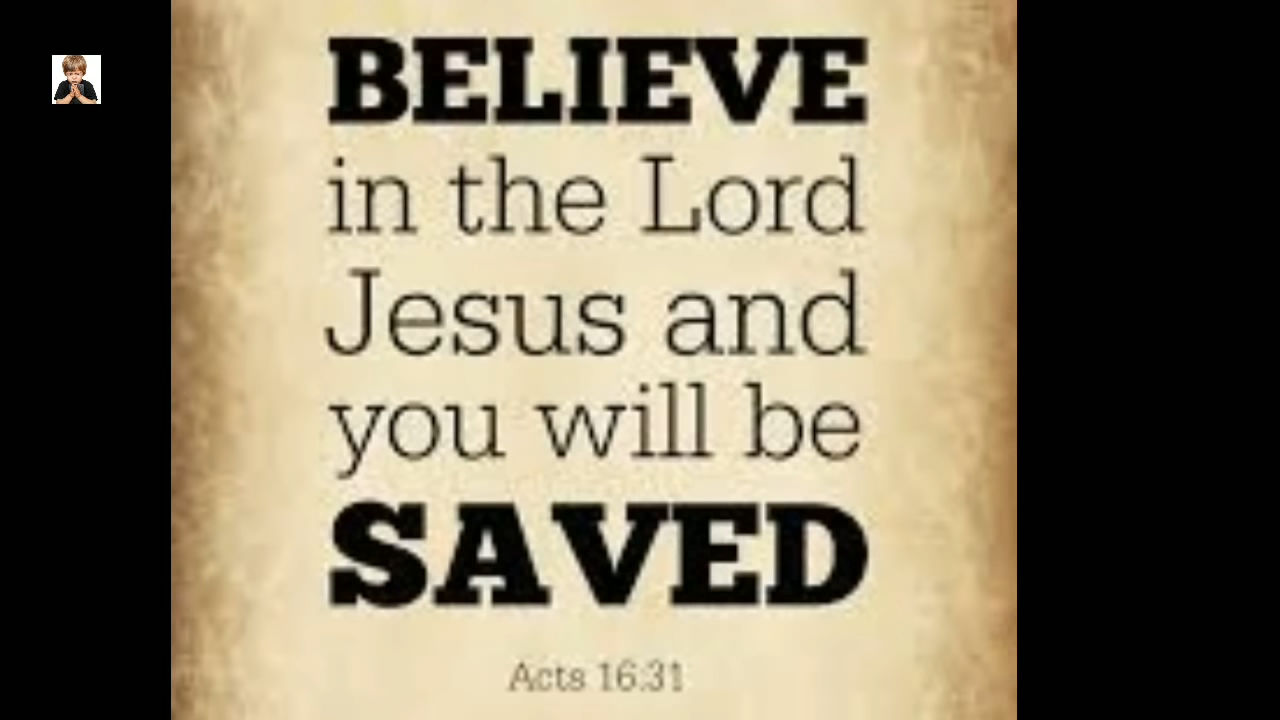 BELIEVE
in the Lord
Jesus and
you will be
SAVED
Acts 16:31